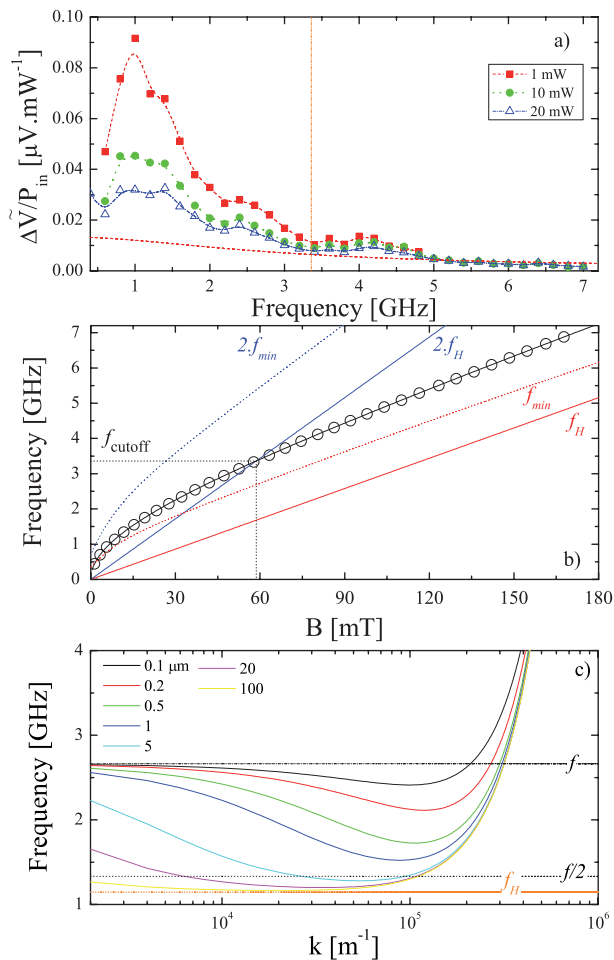 a)
0.10
0.08
0.06
0.04
0.02
0.00
ΔṼ/P_in [μV.mW⁻¹]
1 mW
10 mW
20 mW
1 2 3 4 5 6 7
Frequency [GHz]
7
6
5
4
3
2
1
0
Frequency [GHz]
2.f_min
2.f_H
f_min
f_H
f_cutoff
b)
0 30 60 90 120 150 180
B [mT]
4
3
2
1
Frequency [GHz]
0.1 μm 20
0.2 100
0.5
1
5
c)
f
f/2
f_H
10⁴ 10⁵ 10⁶
k [m⁻¹]